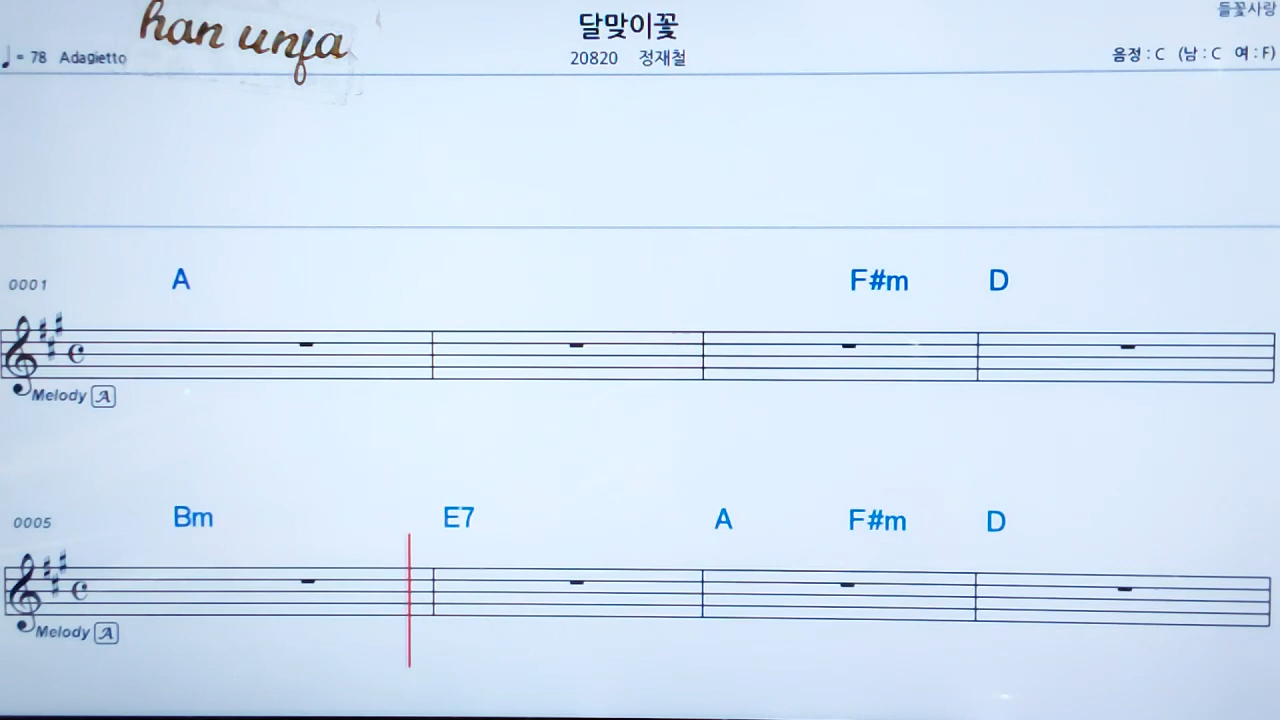 han unja
달맞이꽃
들꽃사랑
♩= 78 Adagietto
20820 정재철
음정 : C (남 : C 여 : F)
0001
A F#m D
Melody A
0005
Bm E7 A F#m D
Melody A